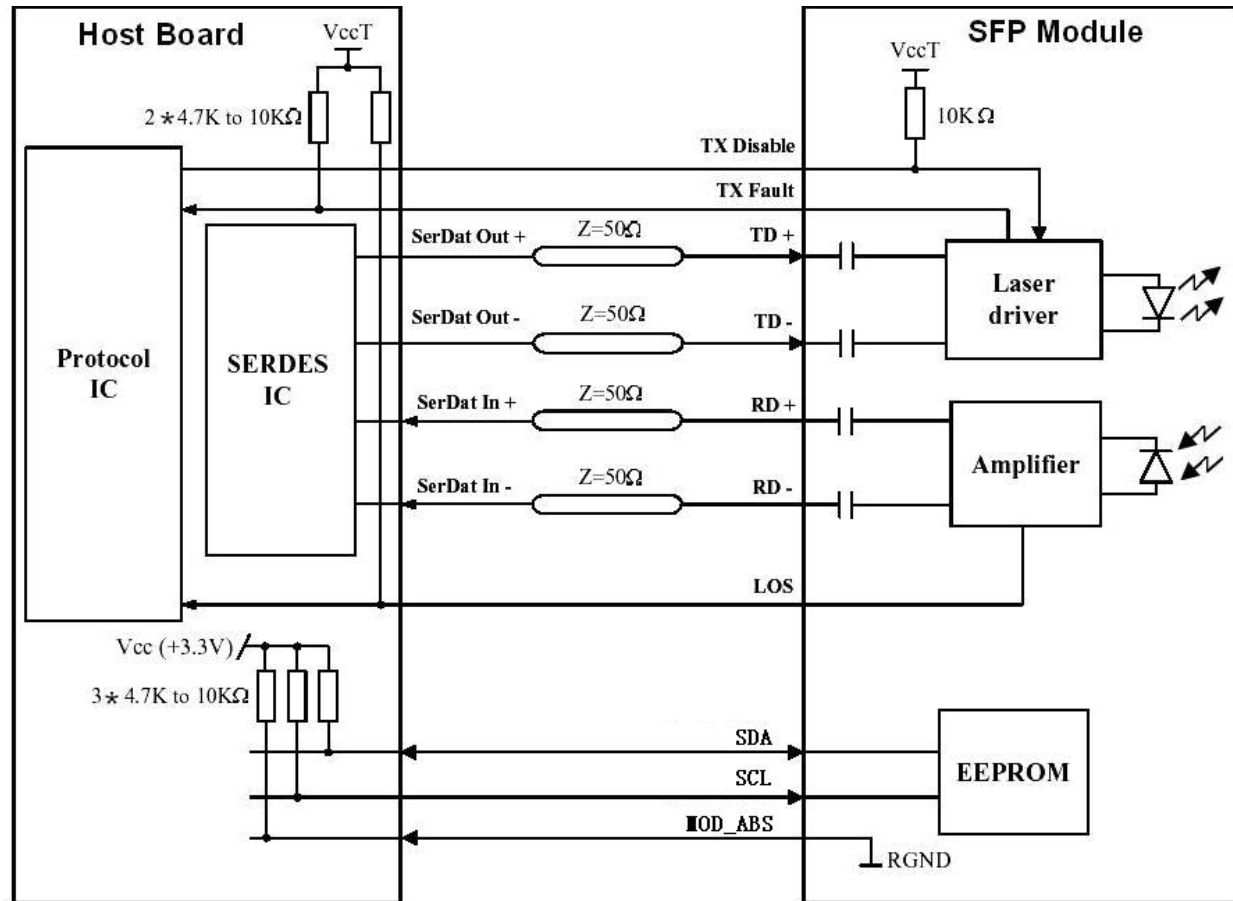 Host Board
SFP Module
VccT
VccT
2*4.7K to 10KΩ
10KΩ
TX Disable
TX Fault
SerDat Out +
Z=50Ω
TD +
Laser
driver
SerDat Out -
Z=50Ω
TD -
Protocol
IC
SERDES
IC
SerDat In +
Z=50Ω
RD +
Amplifier
SerDat In -
Z=50Ω
RD -
LOS
Vcc (+3.3V)
3*4.7K to 10KΩ
SDA
EEPROM
SCL
MOD_ABS
RGND